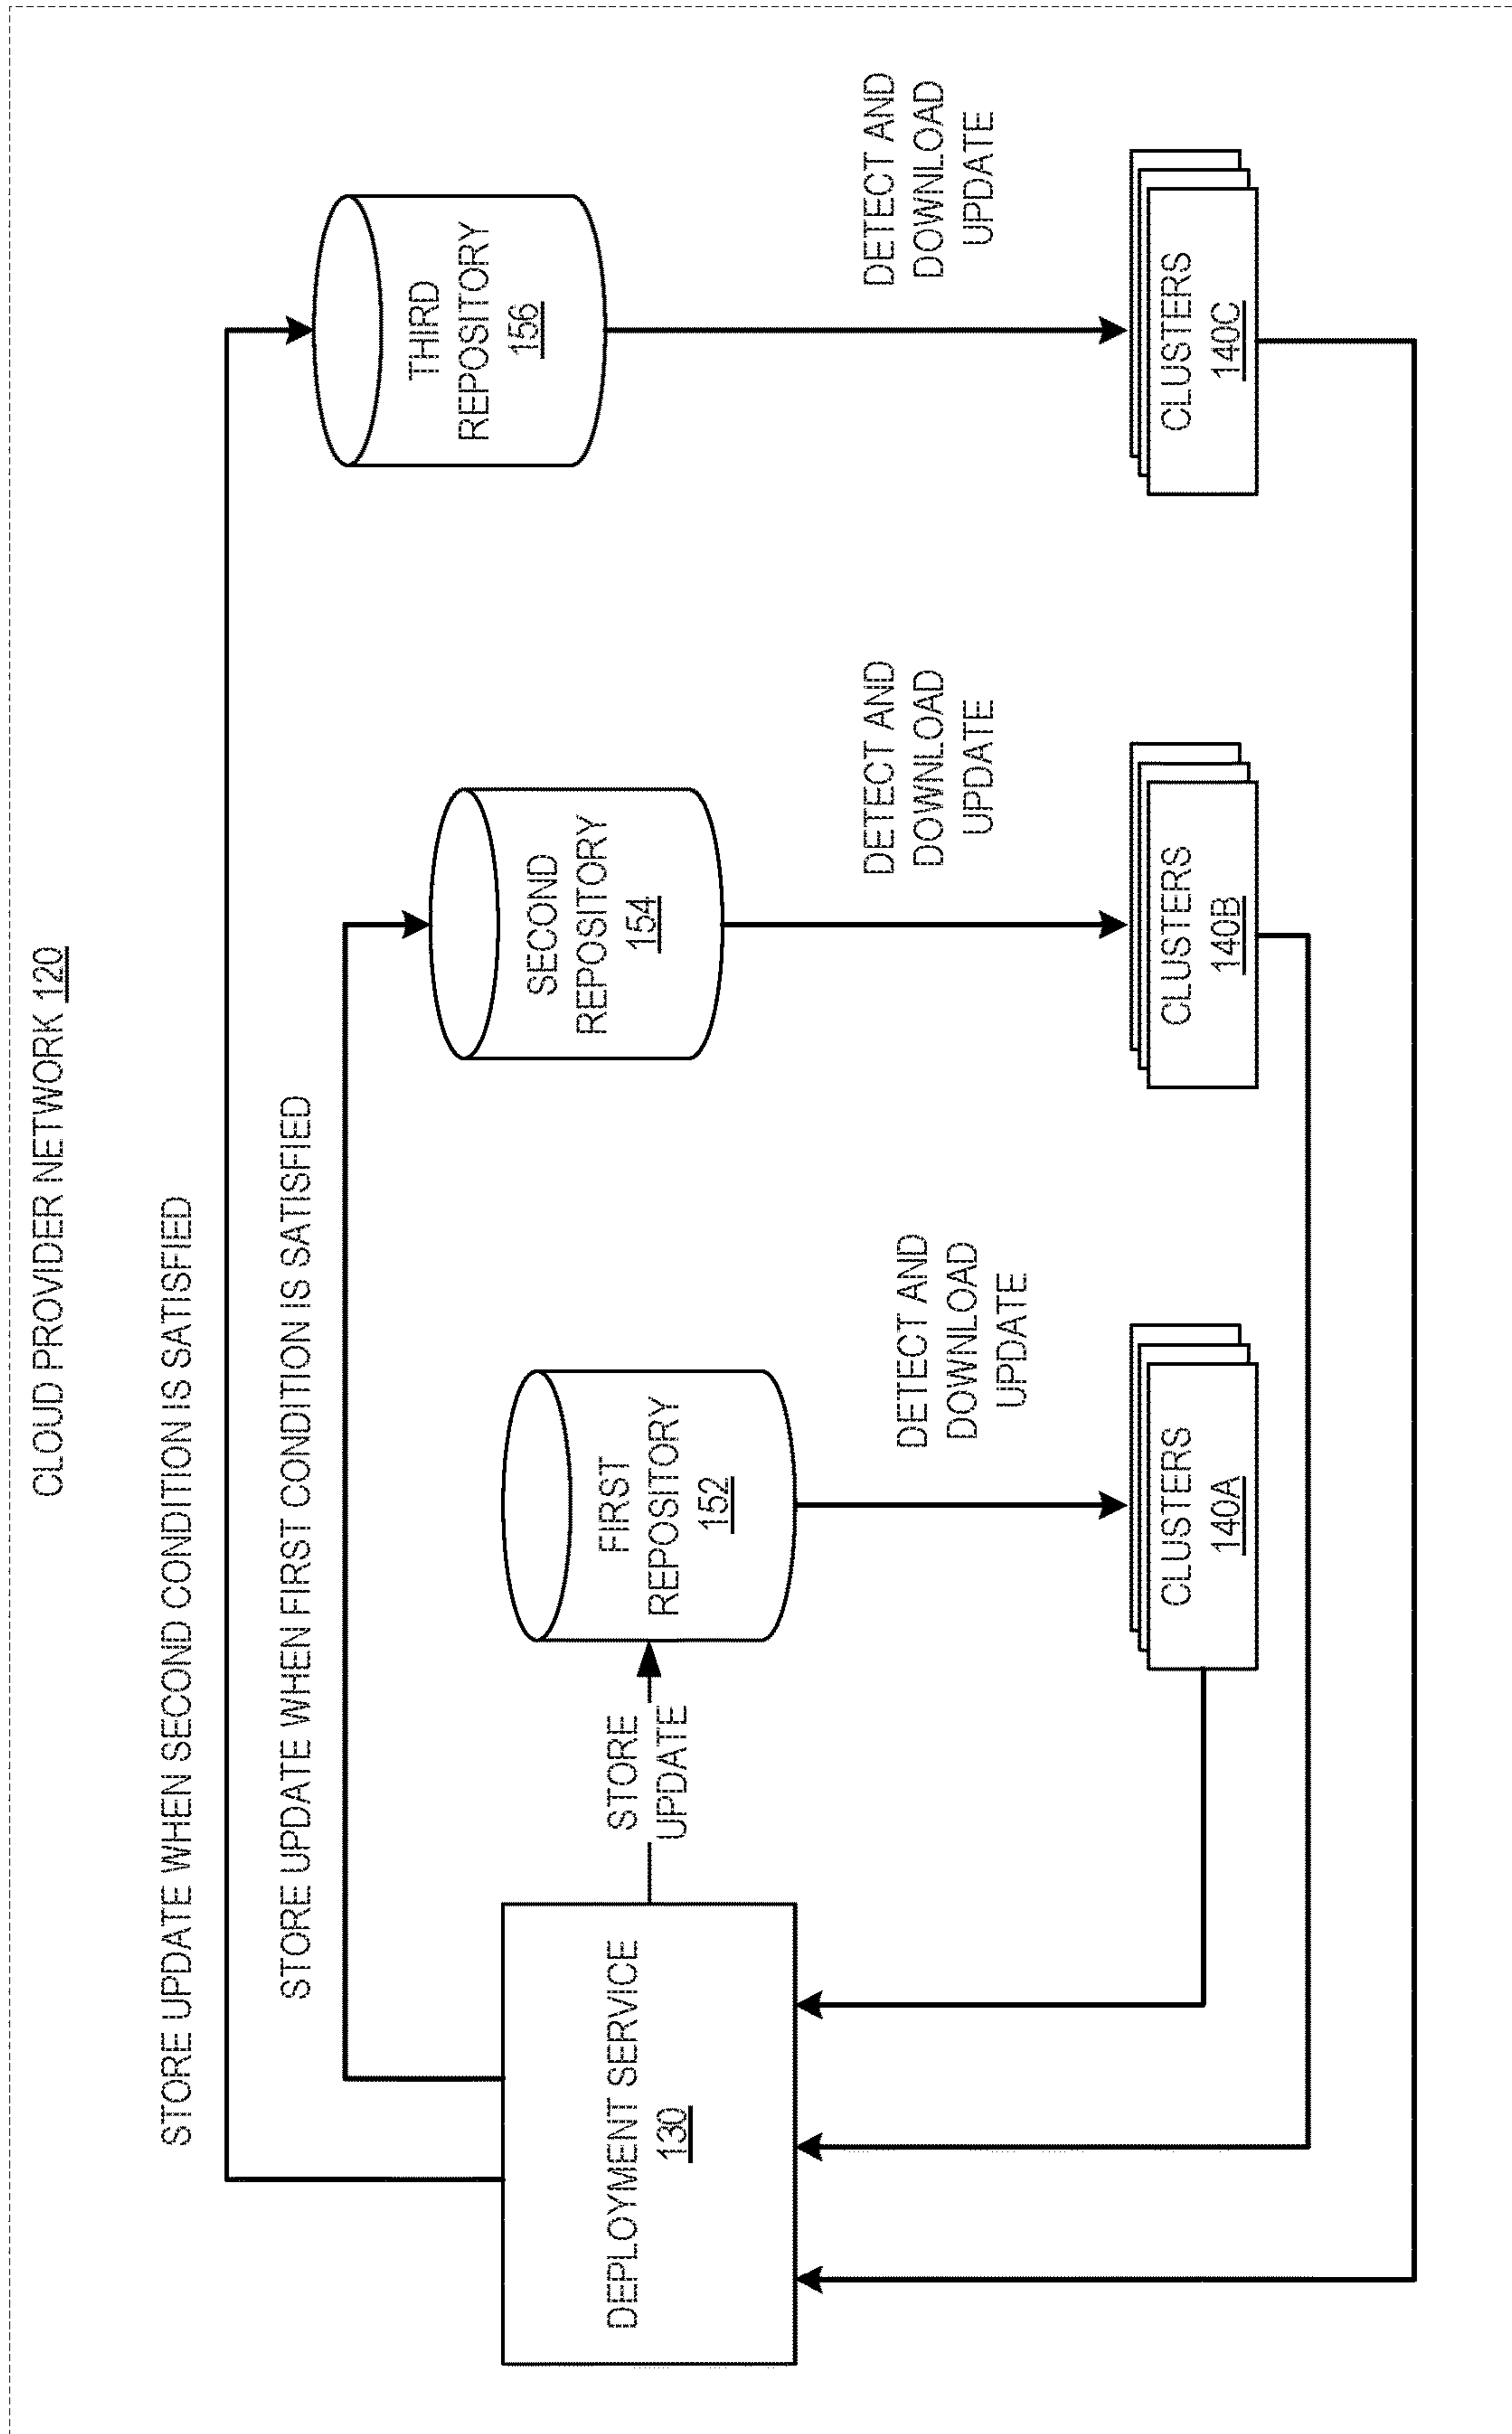 CLOUD PROVIDER NETWORK 120
STORE UPDATE WHEN SECOND CONDITION IS SATISFIED
STORE UPDATE WHEN FIRST CONDITION IS SATISFIED
DEPLOYMENT SERVICE
130
STORE
UPDATE
FIRST
REPOSITORY
152
SECOND
REPOSITORY
154
THIRD
REPOSITORY
156
DETECT AND
DOWNLOAD
UPDATE
DETECT AND
DOWNLOAD
UPDATE
DETECT AND
DOWNLOAD
UPDATE
CLUSTERS
140A
CLUSTERS
140B
CLUSTERS
140C